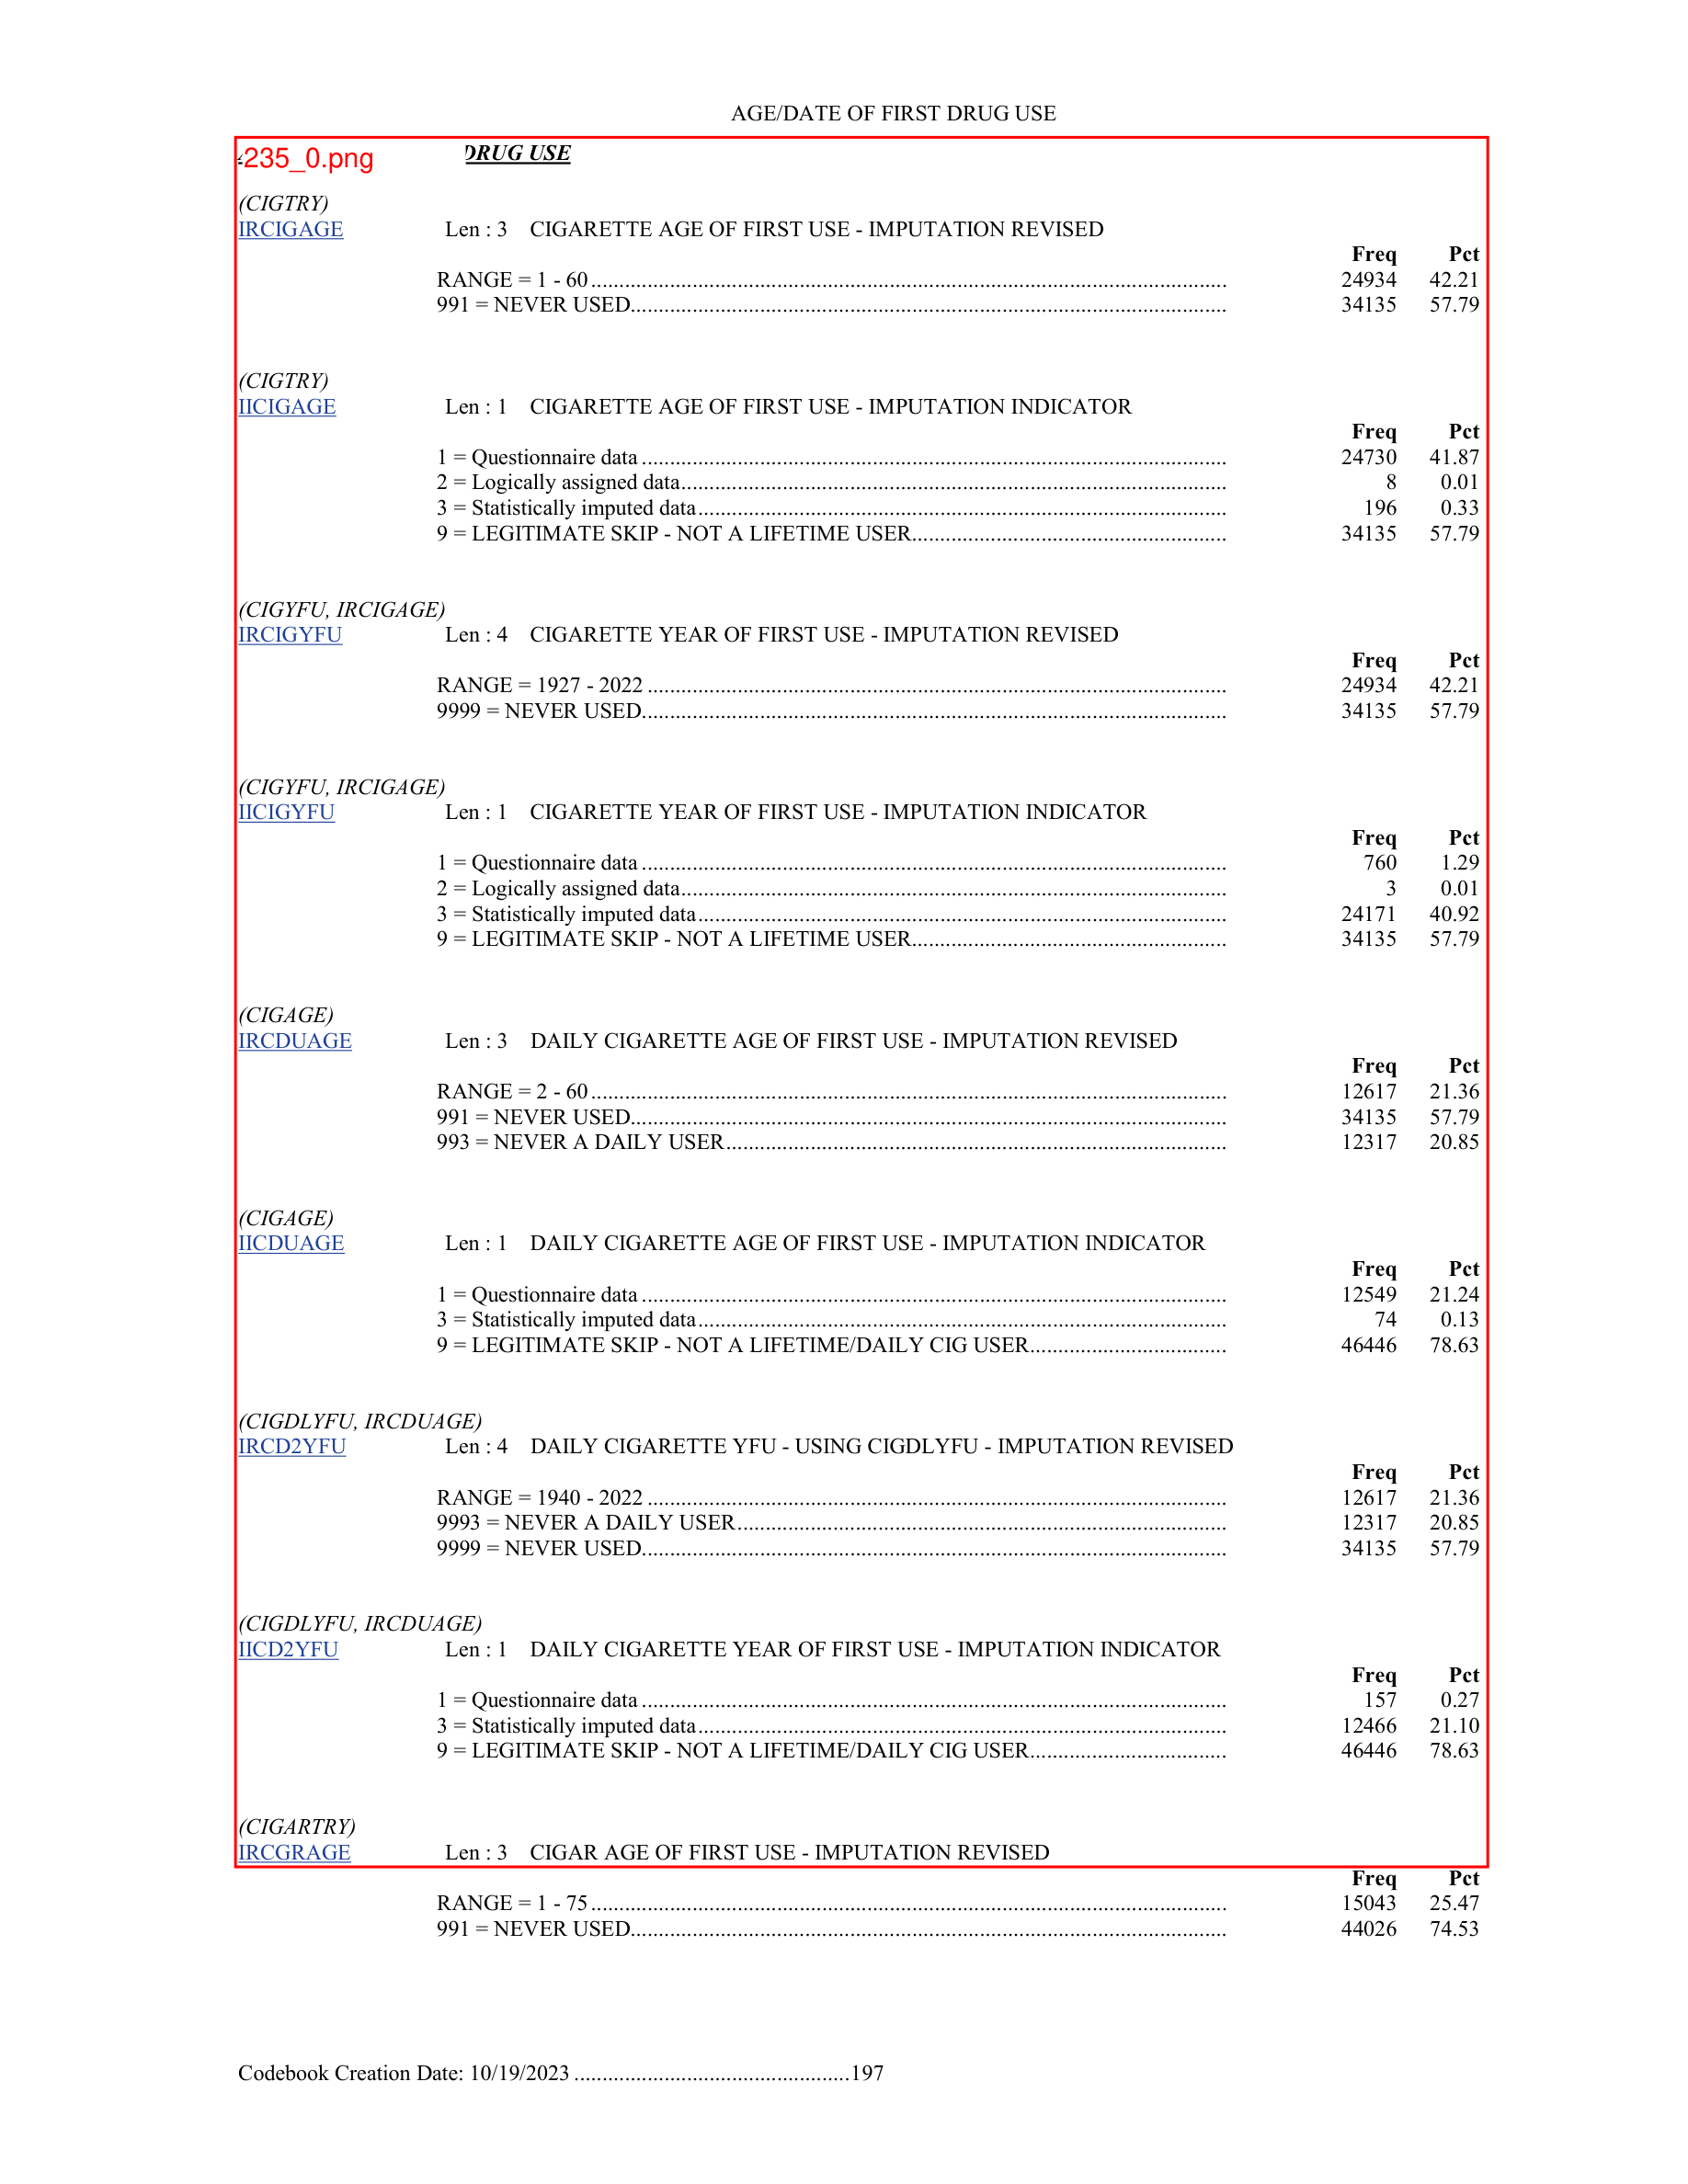 AGE/DATE OF FIRST DRUG USE
235_0.png DRUG USE
(CIGTRY)
IRCIGAGE Len : 3 CIGARETTE AGE OF FIRST USE - IMPUTATION REVISED
Freq Pct
RANGE = 1 - 60 24934 42.21
991 = NEVER USED 34135 57.79
(CIGTRY)
IICIGAGE Len : 1 CIGARETTE AGE OF FIRST USE - IMPUTATION INDICATOR
Freq Pct
1 = Questionnaire data 24730 41.87
2 = Logically assigned data 8 0.01
3 = Statistically imputed data 196 0.33
9 = LEGITIMATE SKIP - NOT A LIFETIME USER 34135 57.79
(CIGYFU, IRCIGAGE)
IRCIGYFU Len : 4 CIGARETTE YEAR OF FIRST USE - IMPUTATION REVISED
Freq Pct
RANGE = 1927 - 2022 24934 42.21
9999 = NEVER USED 34135 57.79
(CIGYFU, IRCIGAGE)
IICIGYFU Len : 1 CIGARETTE YEAR OF FIRST USE - IMPUTATION INDICATOR
Freq Pct
1 = Questionnaire data 760 1.29
2 = Logically assigned data 3 0.01
3 = Statistically imputed data 24171 40.92
9 = LEGITIMATE SKIP - NOT A LIFETIME USER 34135 57.79
(CIGAGE)
IRCDUAGE Len : 3 DAILY CIGARETTE AGE OF FIRST USE - IMPUTATION REVISED
Freq Pct
RANGE = 2 - 60 12617 21.36
991 = NEVER USED 34135 57.79
993 = NEVER A DAILY USER 12317 20.85
(CIGAGE)
IICDUAGE Len : 1 DAILY CIGARETTE AGE OF FIRST USE - IMPUTATION INDICATOR
Freq Pct
1 = Questionnaire data 12549 21.24
3 = Statistically imputed data 74 0.13
9 = LEGITIMATE SKIP - NOT A LIFETIME/DAILY CIG USER 46446 78.63
(CIGDLYFU, IRCDUAGE)
IRCD2YFU Len : 4 DAILY CIGARETTE YFU - USING CIGDLYFU - IMPUTATION REVISED
Freq Pct
RANGE = 1940 - 2022 12617 21.36
9993 = NEVER A DAILY USER 12317 20.85
9999 = NEVER USED 34135 57.79
(CIGDLYFU, IRCDUAGE)
IICD2YFU Len : 1 DAILY CIGARETTE YEAR OF FIRST USE - IMPUTATION INDICATOR
Freq Pct
1 = Questionnaire data 157 0.27
3 = Statistically imputed data 12466 21.10
9 = LEGITIMATE SKIP - NOT A LIFETIME/DAILY CIG USER 46446 78.63
(CIGARTRY)
IRCGRAGE Len : 3 CIGAR AGE OF FIRST USE - IMPUTATION REVISED
Freq Pct
RANGE = 1 - 75 15043 25.47
991 = NEVER USED 44026 74.53
Codebook Creation Date: 10/19/2023 197